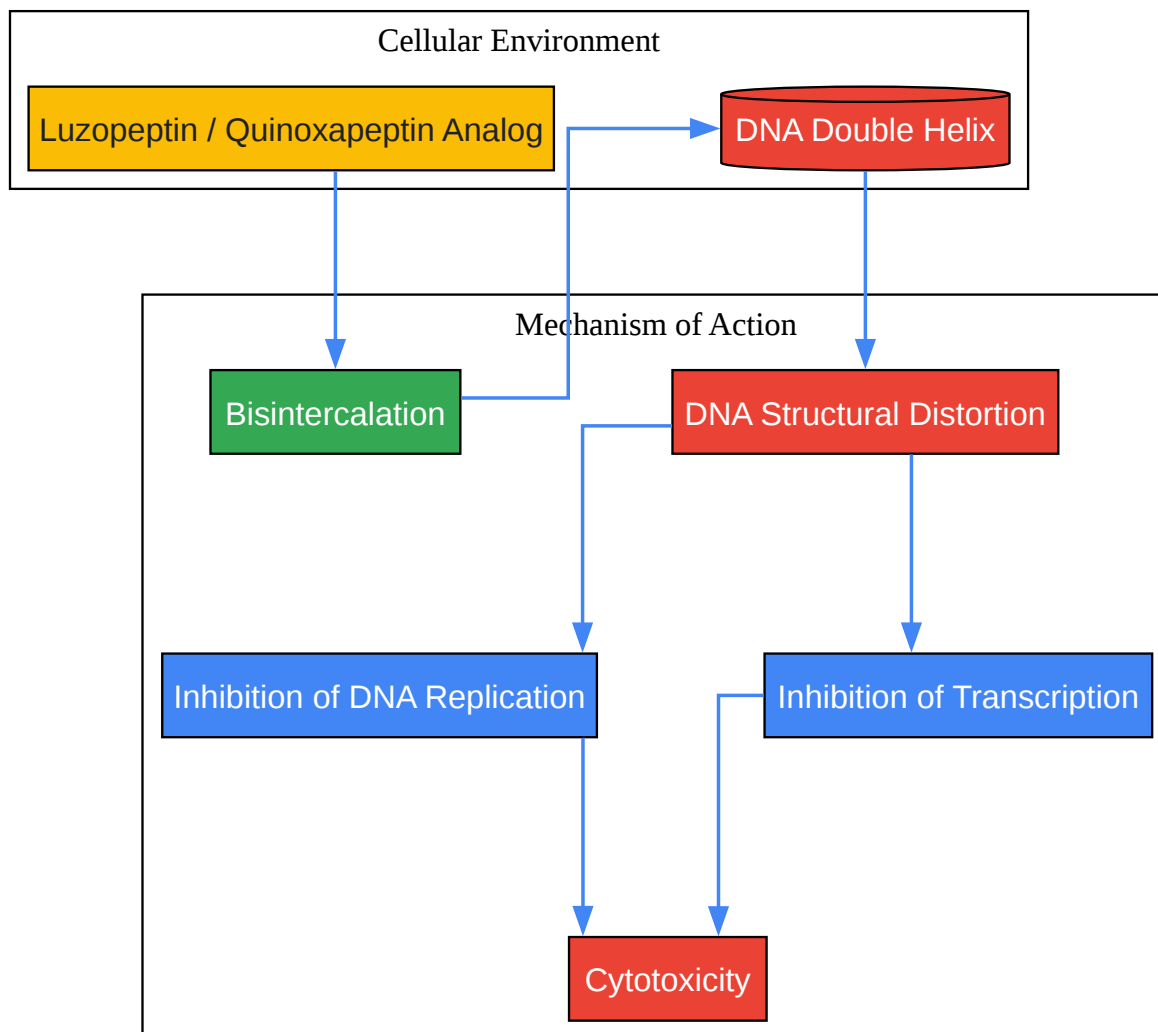 Cellular Environment
Luzopeptin / Quinoxapeptin Analog
DNA Double Helix
Mechanism of Action
Bisintercalation
DNA Structural Distortion
Inhibition of DNA Replication
Inhibition of Transcription
Cytotoxicity